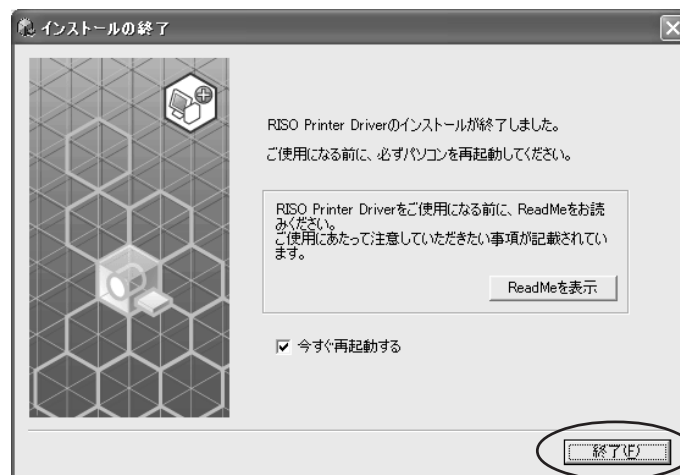 インストールの終了
RISO Printer Driverのインストールが終了しました。
ご使用になる前に、必ずパソコンを再起動してください。
RISO Printer Driverをご使用になる前に、ReadMeをお読
みください。
ご使用にあたって注意していただきたい事項が記載されてい
ます。
ReadMeを表示
今すぐ再起動する
終了(F)